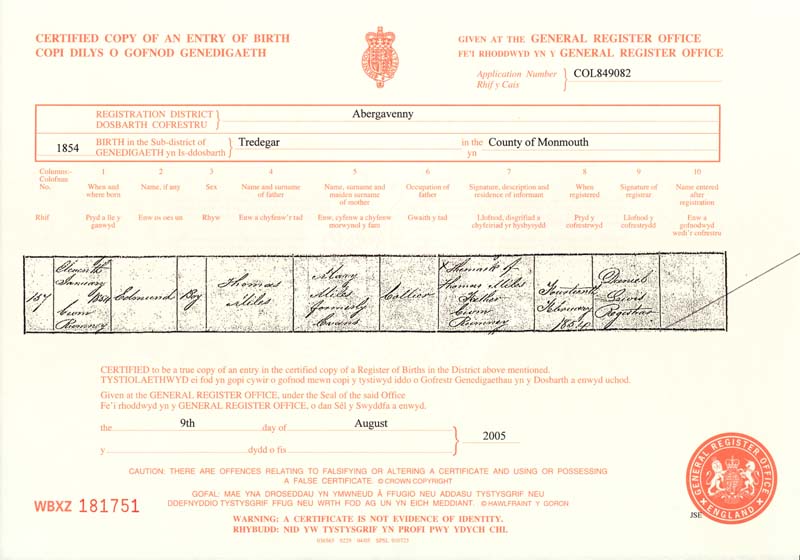 CERTIFIED COPY OF AN ENTRY OF BIRTH
COPI DILYS O GOFNOD GENEDIGAETH
GIVEN AT THE GENERAL REGISTER OFFICE
FE'I RHODDWYD YN Y GENERAL REGISTER OFFICE
Application Number COL849082
Rhif y Cais
REGISTRATION DISTRICT Abergavenny
DOSBARTH COFRESTRU
1854 BIRTH in the Sub-district of Tredegar in the County of Monmouth
GENEDIGAETH yn Is-ddosbarth yn
Columns:- 1 2 3 4 5 6 7 8 9 10
Colofnau
No. When and where born Name, if any Sex Name and surname of father Name, surname and maiden surname of mother Occupation of father Signature, description and residence of informant When registered Signature of registrar Name entered after registration
Rhif Pryd a lle y ganwyd Enw os oes un Rhyw Enw a chyfenw'r tad Enw, cyfenw a chyfenw morwynol y fam Gwaith y tad Llofnod, disgrifiad a chyfeiriad yr hysbysydd Pryd y cofrestrwyd Llofnod y cofrestrydd Enw a gofnodwyd wedi'r cofrestru
157 Eleventh January 1854 Cwm Rumney Edmund Boy Thomas Miles Mary Miles formerly Evans Collier X The mark of Thomas Miles Father Cwm Rumney Fourteenth February 1854 Daniel Lewis Registrar
CERTIFIED to be a true copy of an entry in the certified copy of a Register of Births in the District above mentioned.
TYSTIOLAETHWYD ei fod yn gopi cywir o gofnod mewn copi y tystiwyd iddo o Gofrestr Genedigaethau yn y Dosbarth a enwyd uchod.
Given at the GENERAL REGISTER OFFICE, under the Seal of the said Office
Fe'i rhoddwyd yn y GENERAL REGISTER OFFICE, o dan Sêl y Swyddfa a enwyd.
the 9th day of August
2005
y dydd o fis
CAUTION: THERE ARE OFFENCES RELATING TO FALSIFYING OR ALTERING A CERTIFICATE AND USING OR POSSESSING
A FALSE CERTIFICATE. © CROWN COPYRIGHT
GOFAL: MAE YNA DROSEDDAU YN YMWNEUD Â FFUGIO NEU ADDASU TYSTYSGRIF NEU
DDEFNYDDIO TYSTYSGRIF FFUG NEU WRTH FOD AG UN YN EICH MEDDIANT. © HAWLFRAINT Y GORON
WBXZ 181751
WARNING: A CERTIFICATE IS NOT EVIDENCE OF IDENTITY.
RHYBUDD: NID YW TYSTYSGRIF YN PROFI PWY YDYCH CHI.
GENERAL REGISTER OFFICE
ENGLAND
JSE